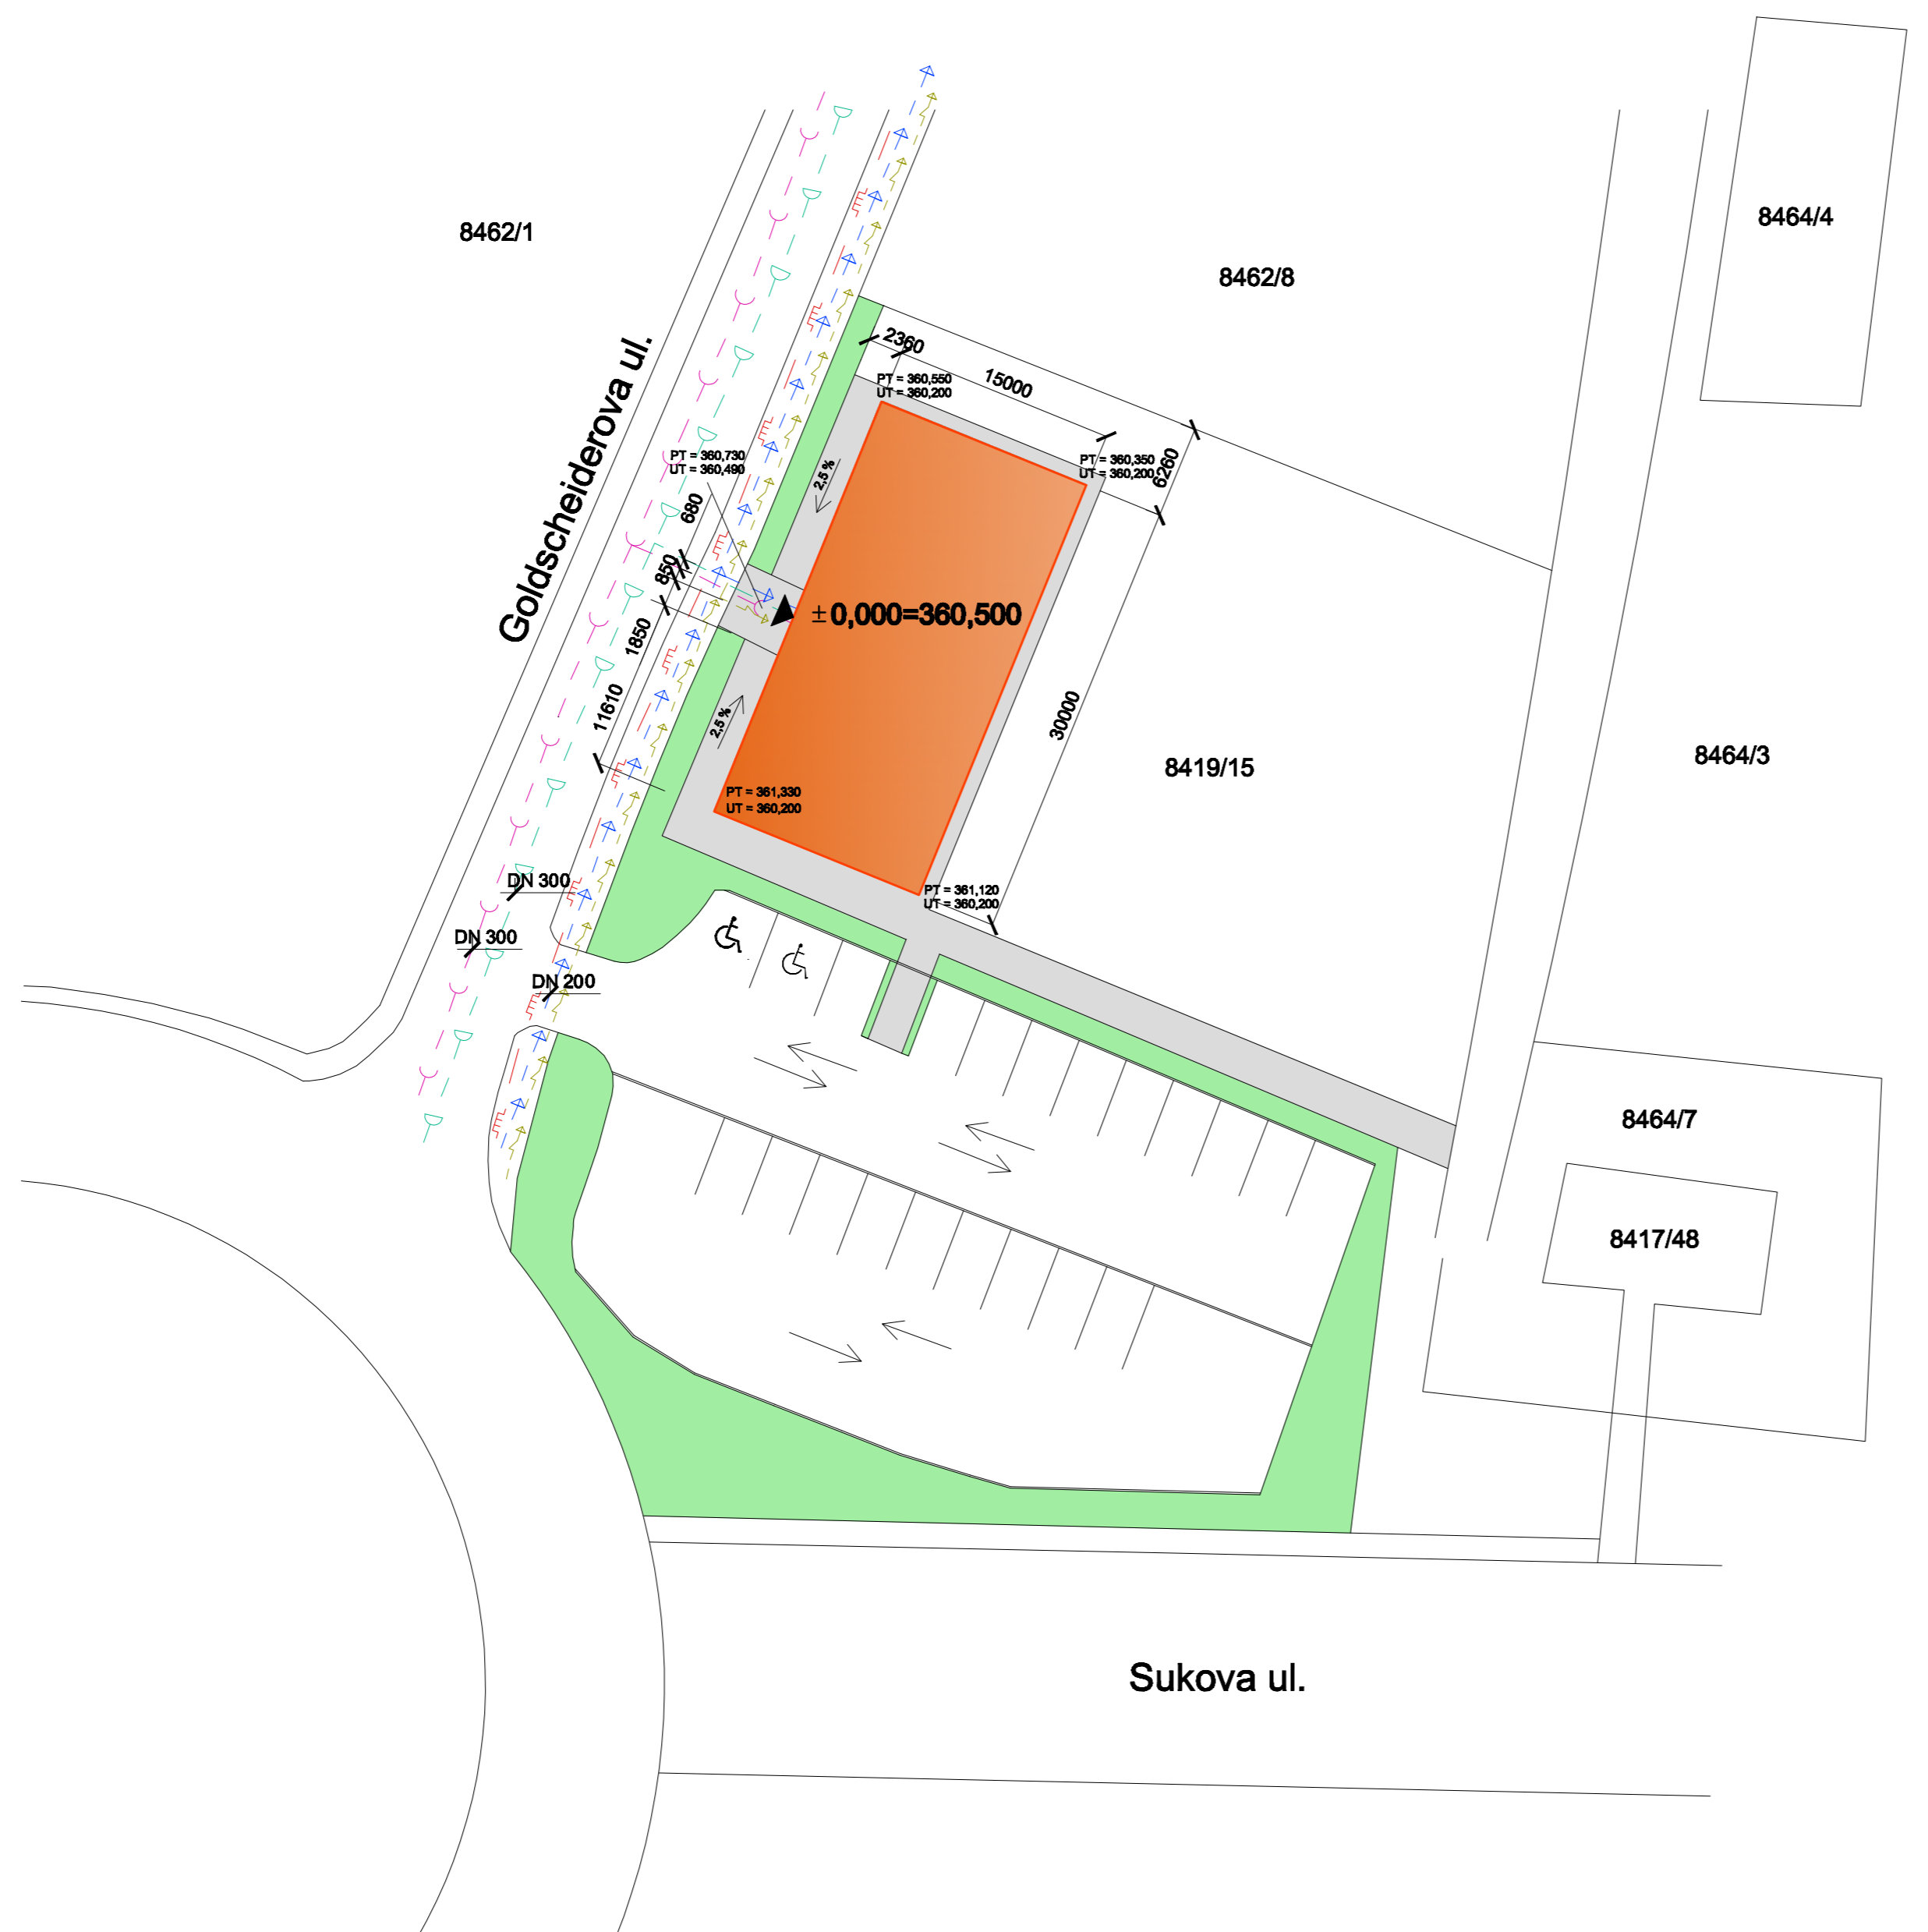 8464/4
8462/1
8462/8
2360
15000
PT = 360,550
UT = 360,200
Goldscheiderova ul.
PT = 360,730
UT = 360,490
2,5 %
PT = 360,350
UT = 360,200
6260
680
850
1850
11610
±0,000=360,500
30000
2,5 %
8419/15
8464/3
PT = 361,330
UT = 360,200
PT = 361,120
UT = 360,200
DN 300
DN 300
DN 200
8464/7
8417/48
Sukova ul.